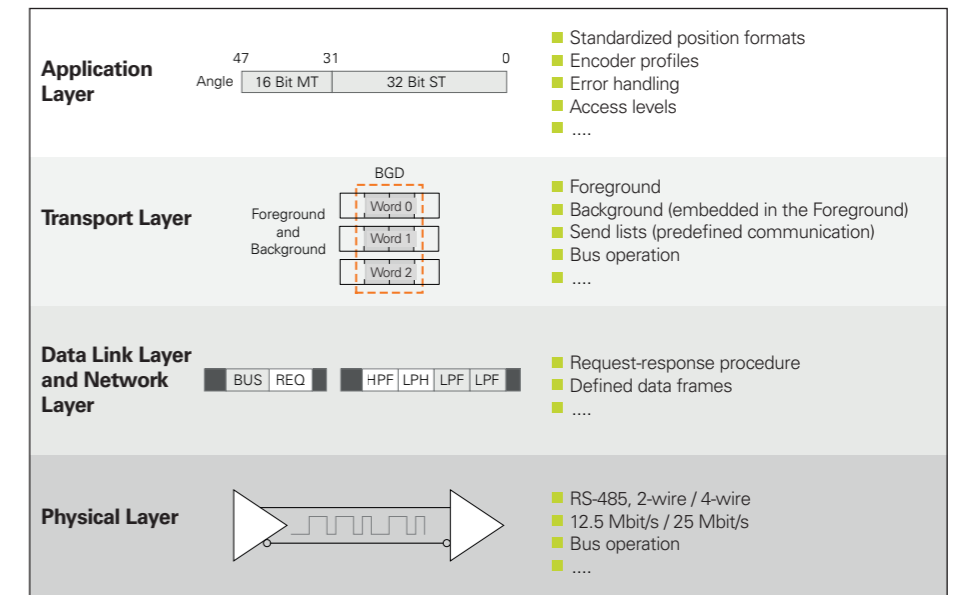 Application
Layer
47 31 0
Angle 16 Bit MT 32 Bit ST
Standardized position formats
Encoder profiles
Error handling
Access levels
....
Transport Layer
Foreground
and
Background
BGD
Word 0
Word 1
Word 2
Foreground
Background (embedded in the Foreground)
Send lists (predefined communication)
Bus operation
....
Data Link Layer
and Network
Layer
BUS REQ HPF LPH LPF LPF
Request-response procedure
Defined data frames
....
Physical Layer
RS-485, 2-wire / 4-wire
12.5 Mbit/s / 25 Mbit/s
Bus operation
....